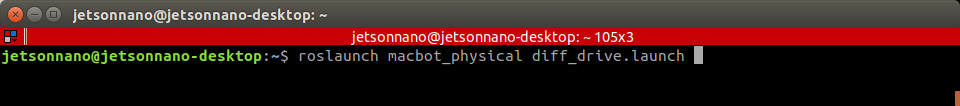 jetsonnano@jetsonnano-desktop: ~
jetsonnano@jetsonnano-desktop: ~ 105x3
jetsonnano@jetsonnano-desktop:~$ roslaunch macbot_physical diff_drive.launch